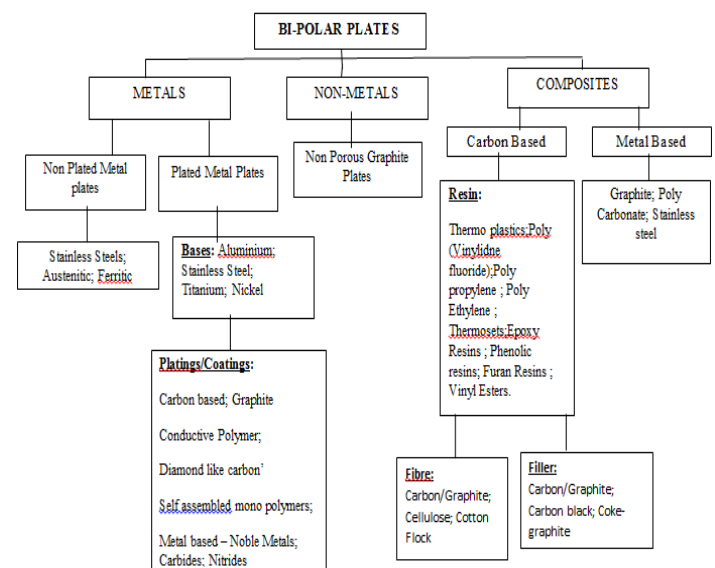 BI-POLAR PLATES
METALS
NON-METALS
COMPOSITES
Carbon Based
Metal Based
Non Plated Metal
plates
Plated Metal Plates
Non Porous Graphite
Plates
Stainless Steels;
Austenitic; Ferritic
Bases: Aluminium;
Stainless Steel;
Titanium; Nickel
Platings/Coatings:
Carbon based; Graphite
Conductive Polymer;
Diamond like carbon’
Self assembled mono polymers;
Metal based – Noble Metals;
Carbides; Nitrides
Resin:
Thermo plastics;Poly
(Vinylidne
fluoride);Poly
propylene ; Poly
Ethylene ;
Thermosets;Epoxy
Resins ; Phenolic
resins; Furan Resins ;
Vinyl Esters.
Graphite; Poly
Carbonate; Stainless
steel
Fibre:
Carbon/Graphite;
Cellulose; Cotton
Flock
Filler:
Carbon/Graphite;
Carbon black; Coke-
graphite